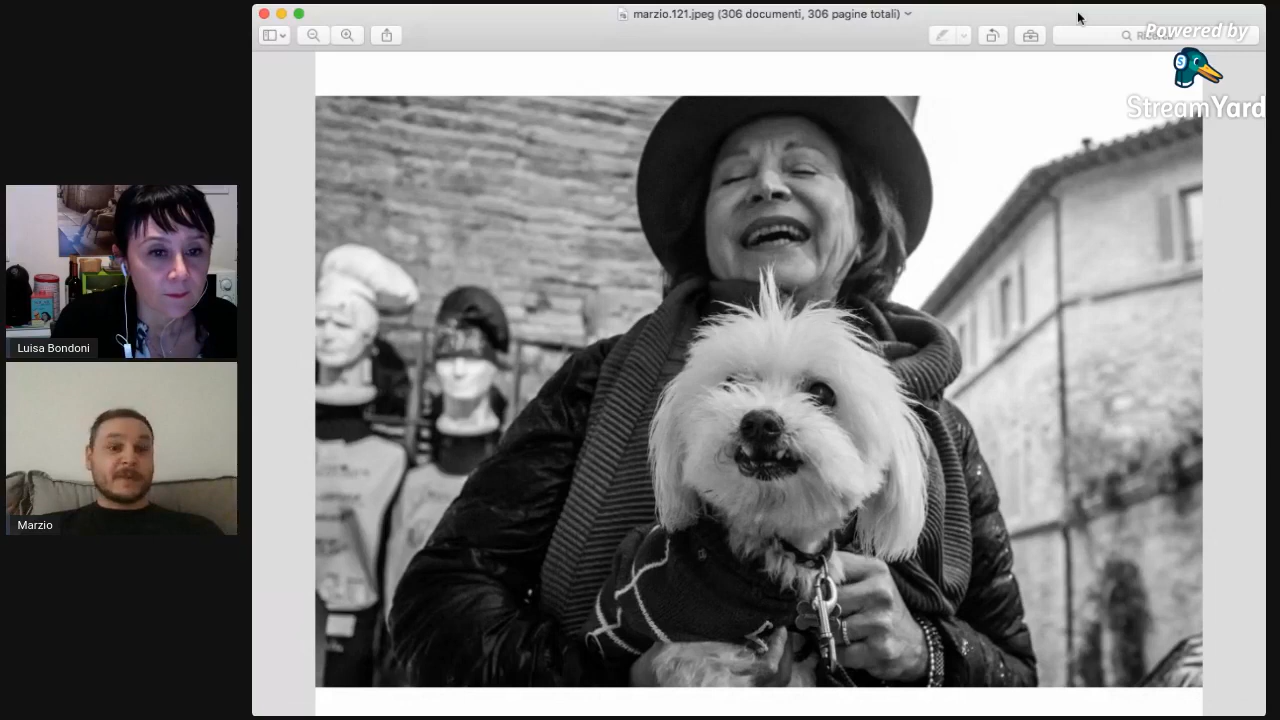 marzio.121.jpeg (306 documenti, 306 pagine totali)
Powered by
StreamYard
Luisa Bondoni
Marzio